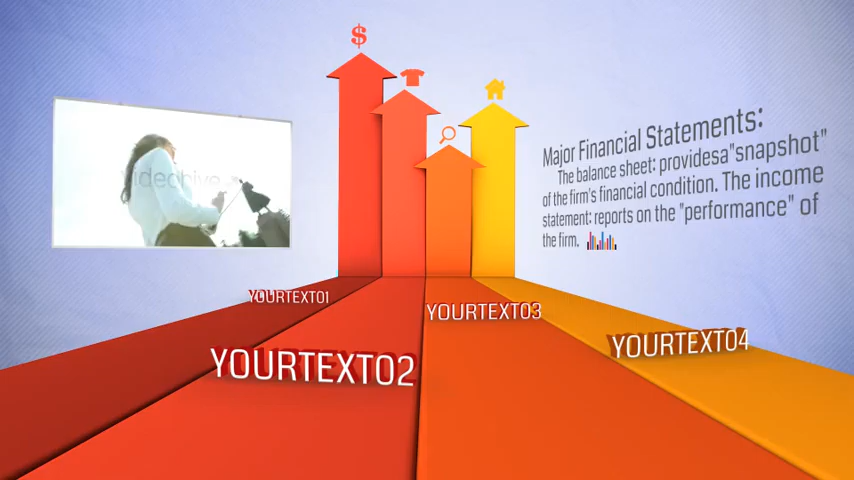 $
videohive
Major Financial Statements:
The balance sheet: providesa"snapshot"
of the firm's financial condition. The income
statement: reports on the "performance" of
the firm.
YOURTEXT01
YOURTEXT03
YOURTEXT04
YOURTEXT02